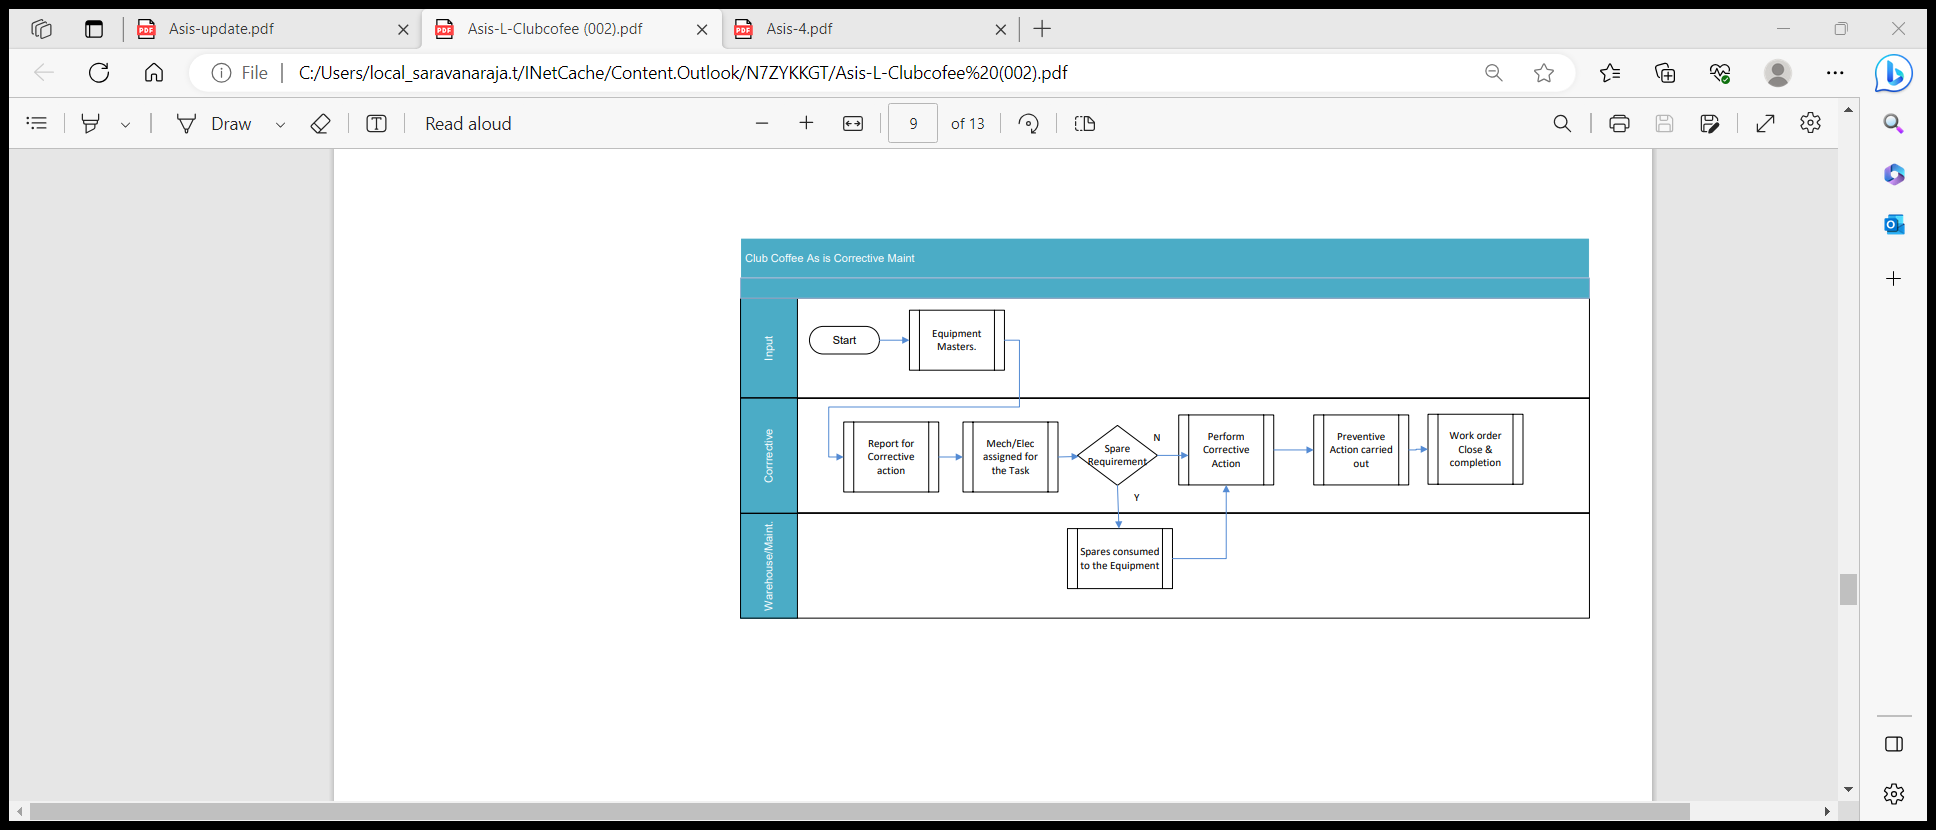 Asis-update.pdf
Asis-L-Clubcofee (002).pdf
Asis-4.pdf
File
C:/Users/local_saravanaraja.t/INetCache/Content.Outlook/N7ZYKKGT/Asis-L-Clubcofee%20(002).pdf
Draw
Read aloud
9
of 13
Club Coffee As is Corrective Maint
Input
Start
Equipment
Masters.
Corrrective
Report for
Corrective
action
Mech/Elec
assigned for
the Task
Spare
Requirement
N
Y
Perform
Corrective
Action
Preventive
Action carried
out
Work order
Close &
completion
Warehouse/Maint.
Spares consumed
to the Equipment